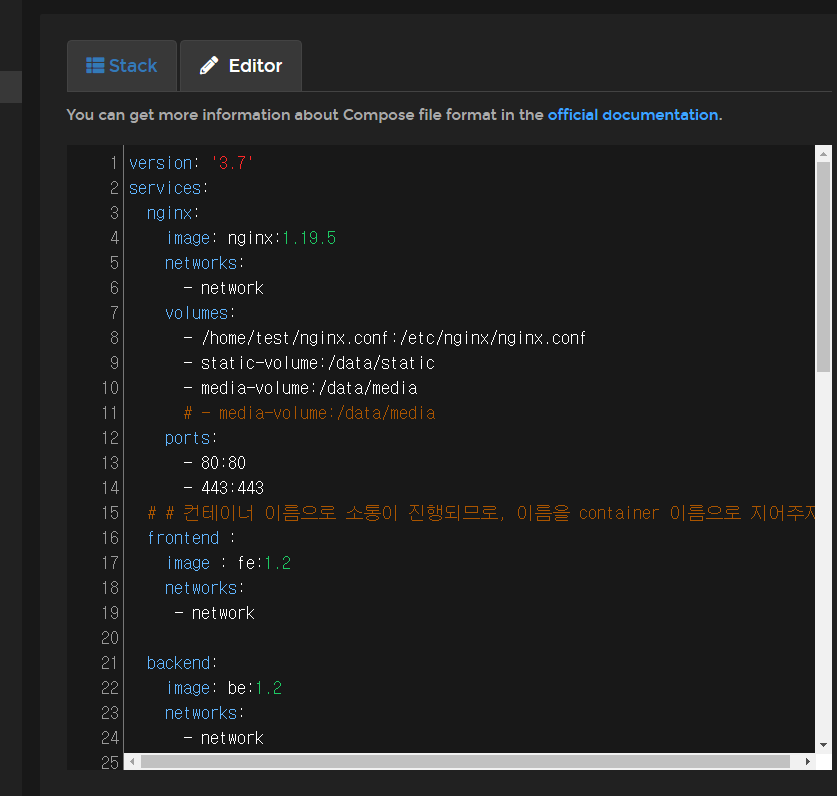 Stack Editor
You can get more information about Compose file format in the official documentation.
1 version: '3.7'
2 services:
3   nginx:
4     image: nginx:1.19.5
5     networks:
6       - network
7     volumes:
8       - /home/test/nginx.conf:/etc/nginx/nginx.conf
9       - static-volume:/data/static
10       - media-volume:/data/media
11       # - media-volume:/data/media
12     ports:
13       - 80:80
14       - 443:443
15   # # 컨테이너 이름으로 소통이 진행되므로, 이름을 container 이름으로 지어주
16   frontend :
17     image : fe:1.2
18     networks:
19      - network
20
21   backend:
22     image: be:1.2
23     networks:
24       - network
25